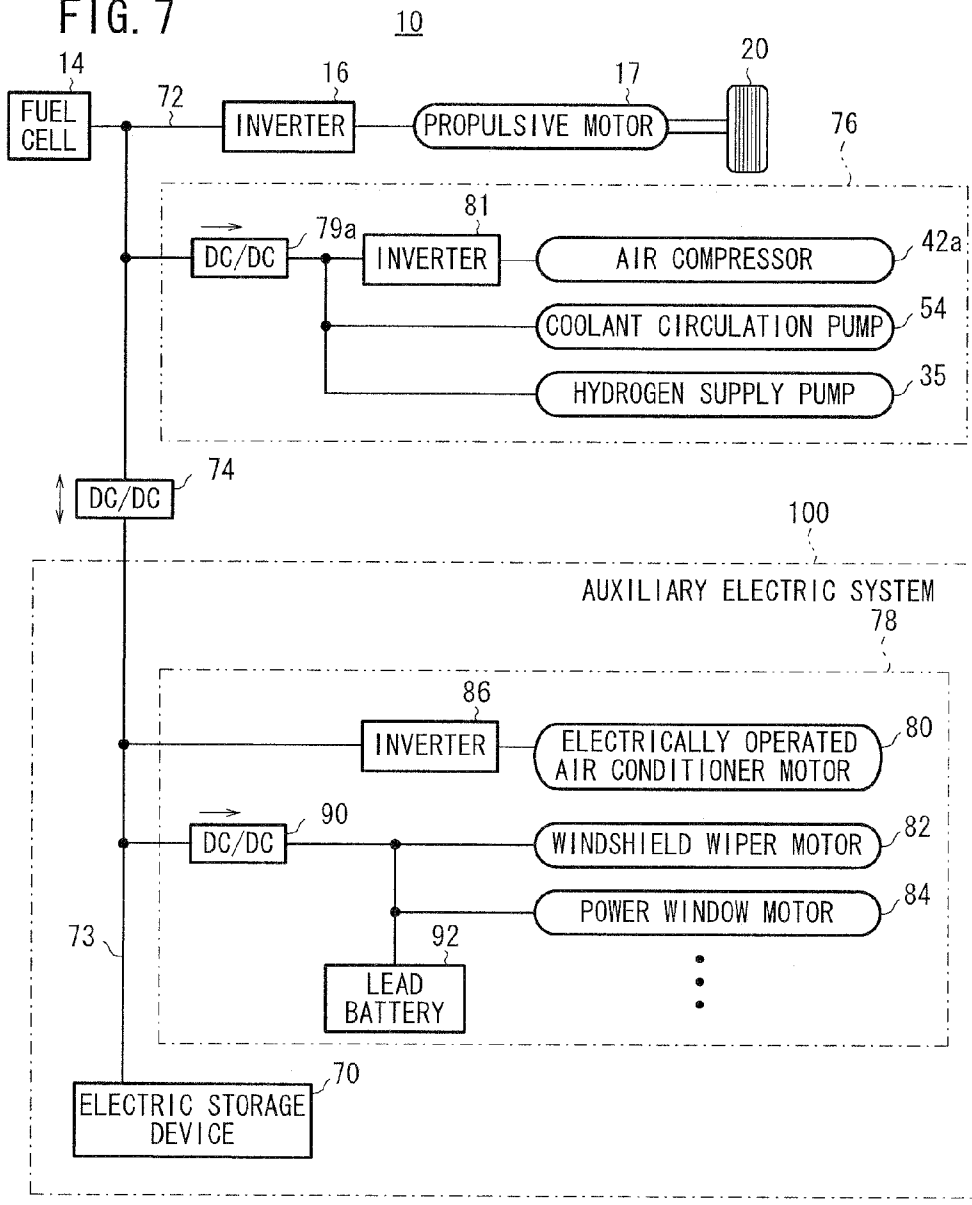 FIG. 7
10
14
FUEL
CELL
72
16
INVERTER
17
PROPULSIVE MOTOR
20
76
DC/DC
79a
81
INVERTER
AIR COMPRESSOR
42a
COOLANT CIRCULATION PUMP
54
HYDROGEN SUPPLY PUMP
35
DC/DC
74
100
AUXILIARY ELECTRIC SYSTEM
78
86
INVERTER
ELECTRICALLY OPERATED
AIR CONDITIONER MOTOR
80
DC/DC
90
WINDSHIELD WIPER MOTOR
82
POWER WINDOW MOTOR
84
73
92
LEAD
BATTERY
70
ELECTRIC STORAGE
DEVICE